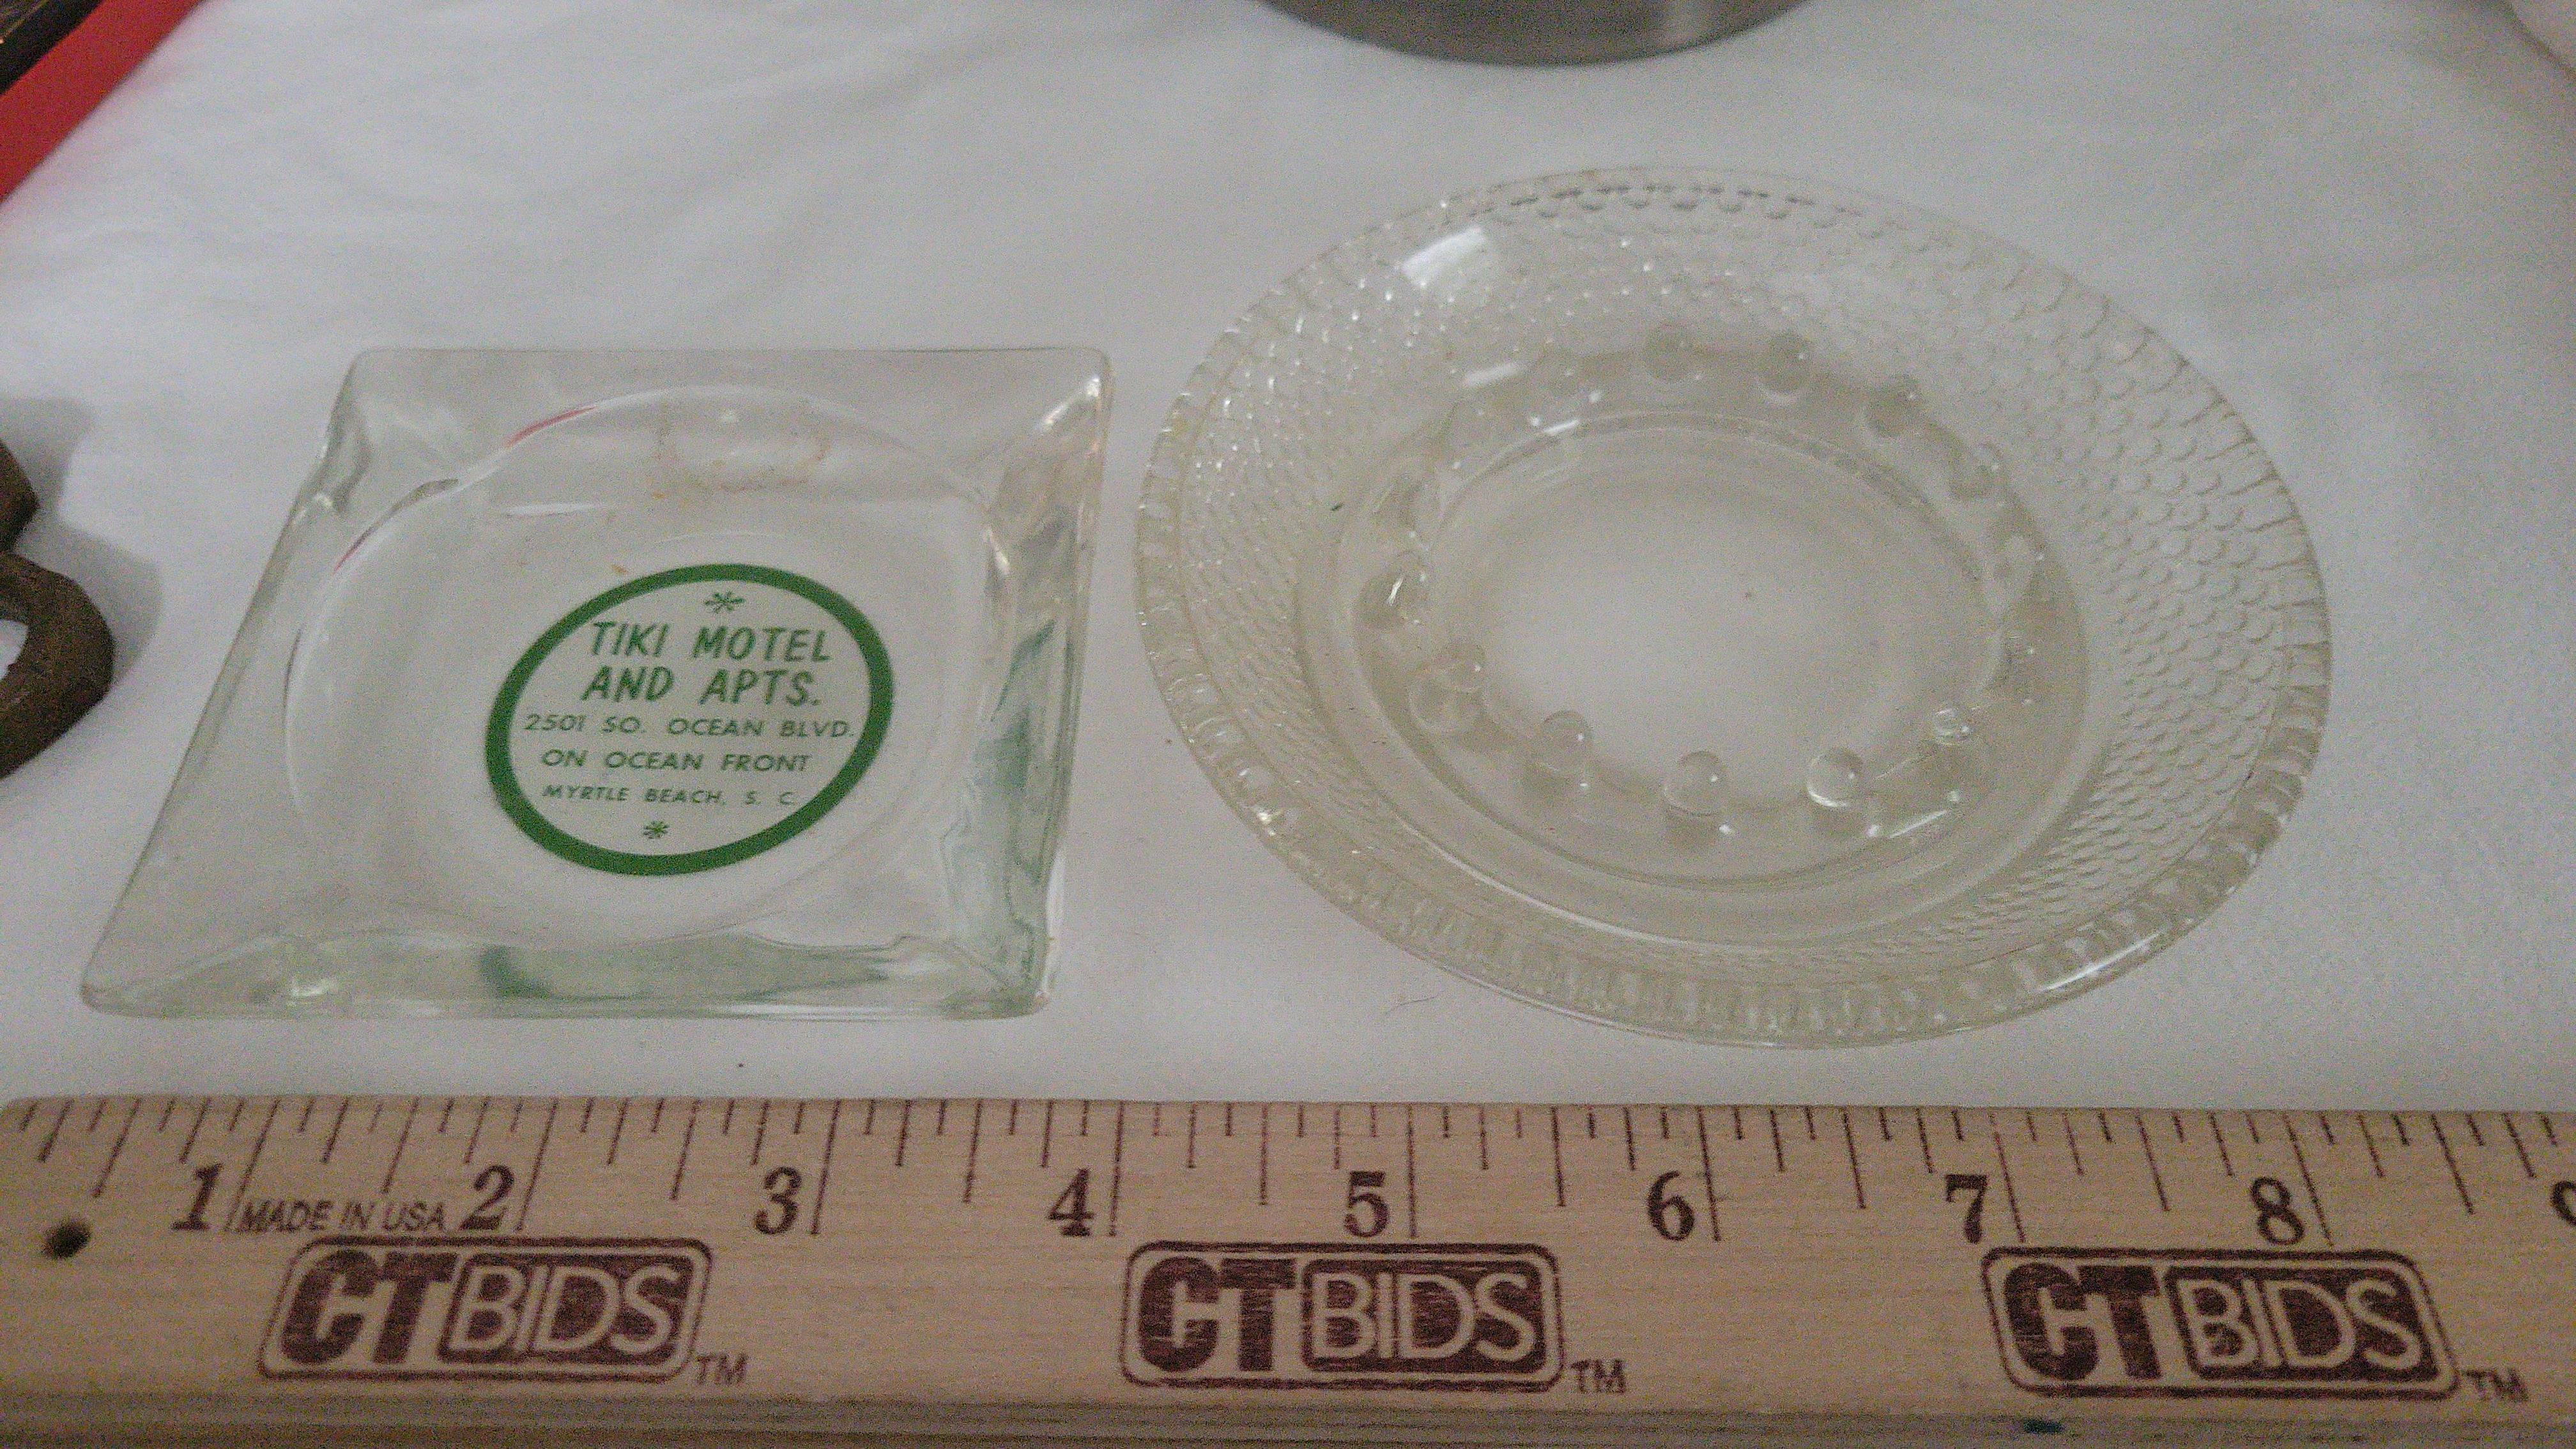 TIKI MOTEL
AND APTS.
2501 SO. OCEAN BLVD.
ON OCEAN FRONT
MYRTLE BEACH, S. C.
1 2 3 4 5 6 7 8 9
MADE IN USA
CTBIDS TM CTBIDS TM CTBIDS TM